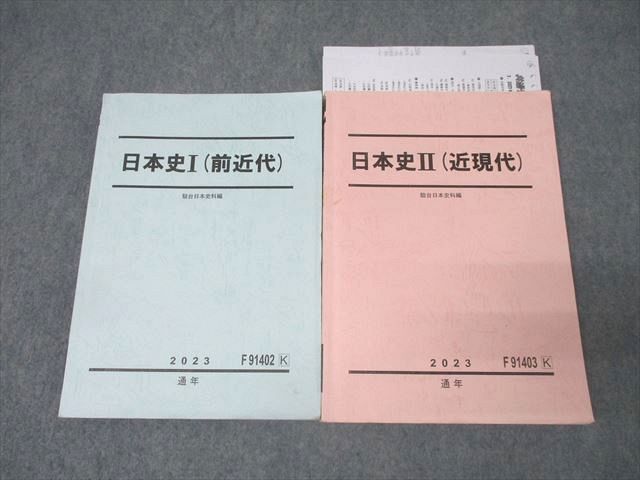 日本史Ⅰ(前近代)
駿台日本史科編
2023 F91402 K
通年
日本史Ⅱ(近現代)
駿台日本史科編
2023 F91403 K
通年